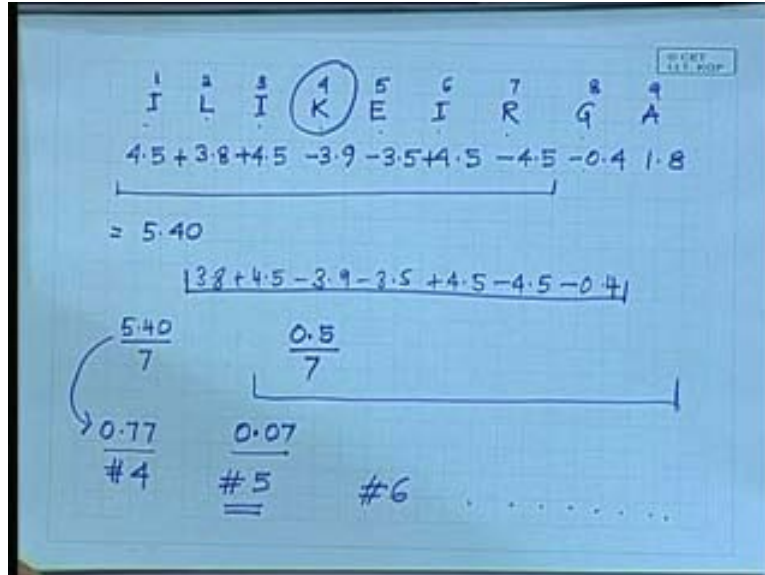 © CET
I.I.T. KGP
1 2 3 4 5 6 7 8 9
I L I K E I R G A
4.5 + 3.8 + 4.5 - 3.9 - 3.5 + 4.5 - 4.5 - 0.4 1.8
= 5.40
3.8 + 4.5 - 3.9 - 3.5 + 4.5 - 4.5 - 0.4
5.40 0.5
7 7
0.77 0.07
#4 #5 #6 . . . . . . . .